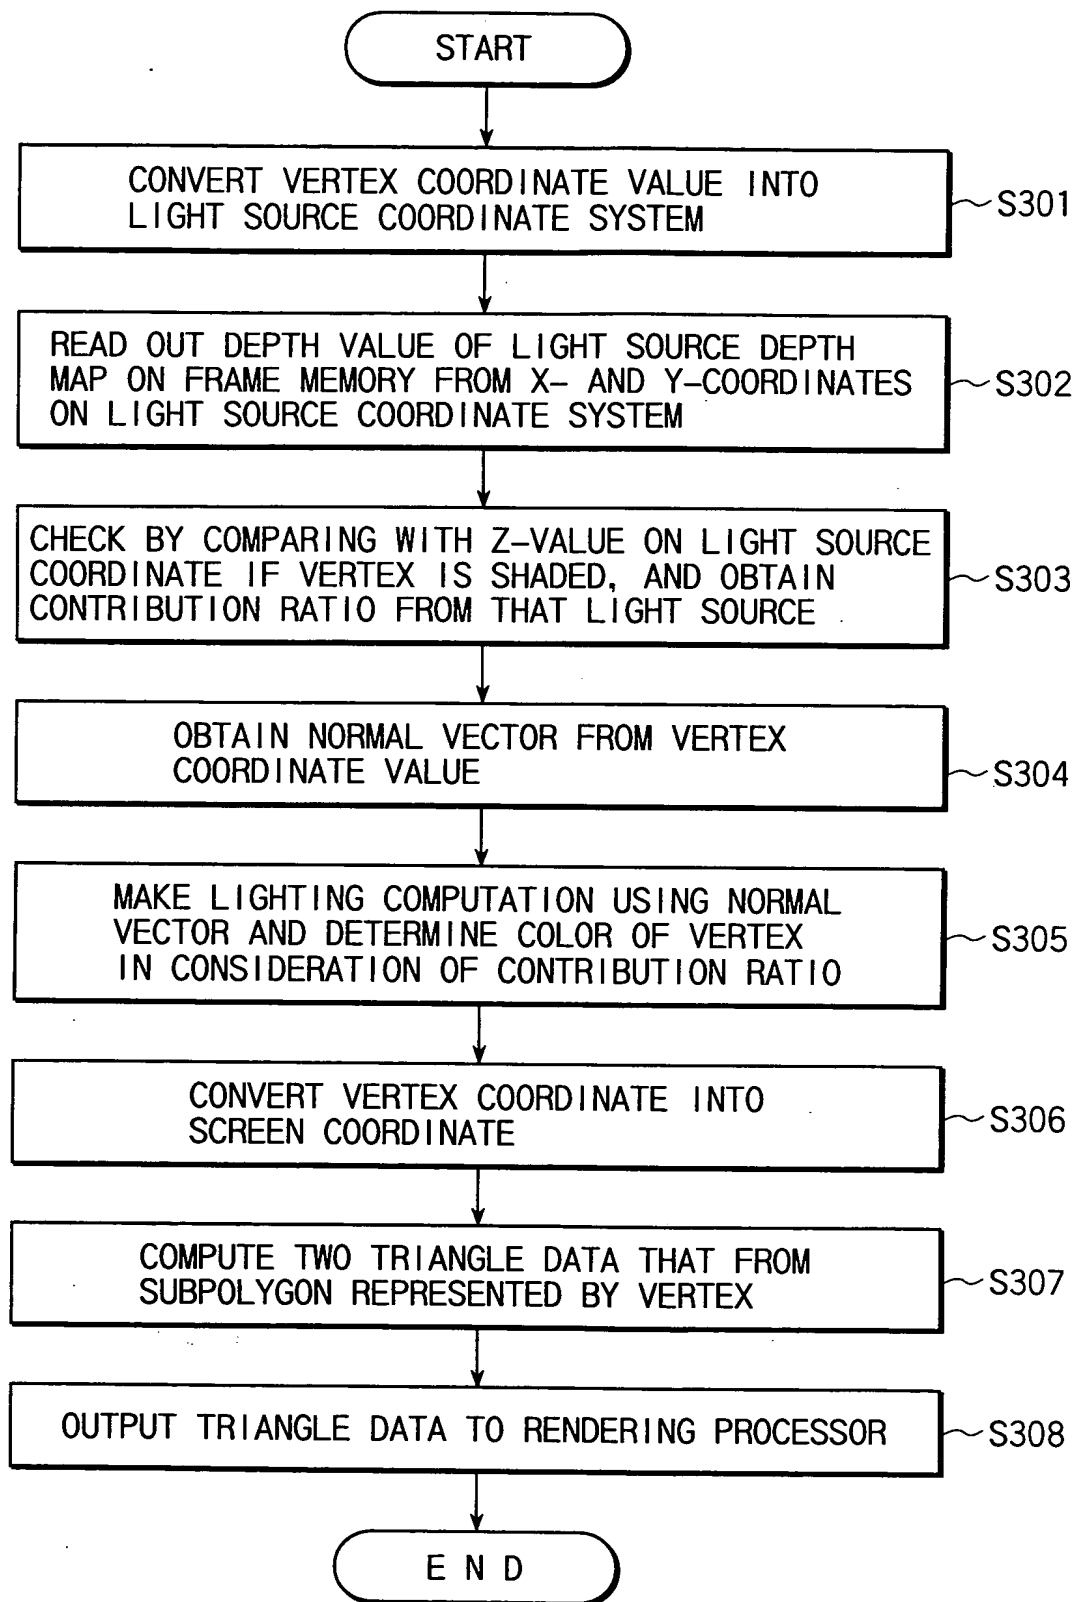 START
CONVERT VERTEX COORDINATE VALUE INTO
LIGHT SOURCE COORDINATE SYSTEM
S301
READ OUT DEPTH VALUE OF LIGHT SOURCE DEPTH
MAP ON FRAME MEMORY FROM X- AND Y-COORDINATES
ON LIGHT SOURCE COORDINATE SYSTEM
S302
CHECK BY COMPARING WITH Z-VALUE ON LIGHT SOURCE
COORDINATE IF VERTEX IS SHADED, AND OBTAIN
CONTRIBUTION RATIO FROM THAT LIGHT SOURCE
S303
OBTAIN NORMAL VECTOR FROM VERTEX
COORDINATE VALUE
S304
MAKE LIGHTING COMPUTATION USING NORMAL
VECTOR AND DETERMINE COLOR OF VERTEX
IN CONSIDERATION OF CONTRIBUTION RATIO
S305
CONVERT VERTEX COORDINATE INTO
SCREEN COORDINATE
S306
COMPUTE TWO TRIANGLE DATA THAT FROM
SUBPOLYGON REPRESENTED BY VERTEX
S307
OUTPUT TRIANGLE DATA TO RENDERING PROCESSOR
S308
END